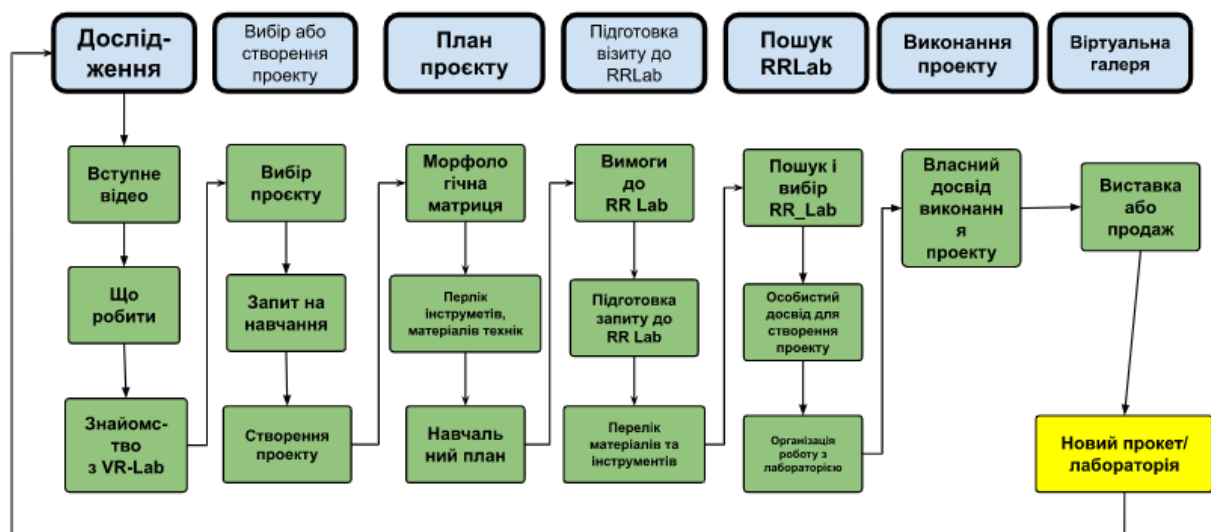 Дослід-
ження
Вибір або
створення
проекту
План
проєкту
Підготовка
візиту до
RRLab
Пошук
RRLab
Виконання
проекту
Віртуальна
галеря
Вступне
відео
Що
робити
Знайомс-
тво
з VR-Lab
Вибір
проєкту
Запит на
навчання
Створення
проекту
Морфоло
гічна
матриця
Перлік
інструметів,
матеріалів технік
Навчаль
ний план
Вимоги
до
RR Lab
Підготовка
запиту до
RR Lab
Перелік
матеріалів та
інструментів
Пошук і
вибір
RR_Lab
Особистий
досвід для
створення
проекту
Організація
роботу з
лабораторією
Власний
досвід
виконанн
я
проекту
Виставка
або
продаж
Новий прокет/
лабораторія